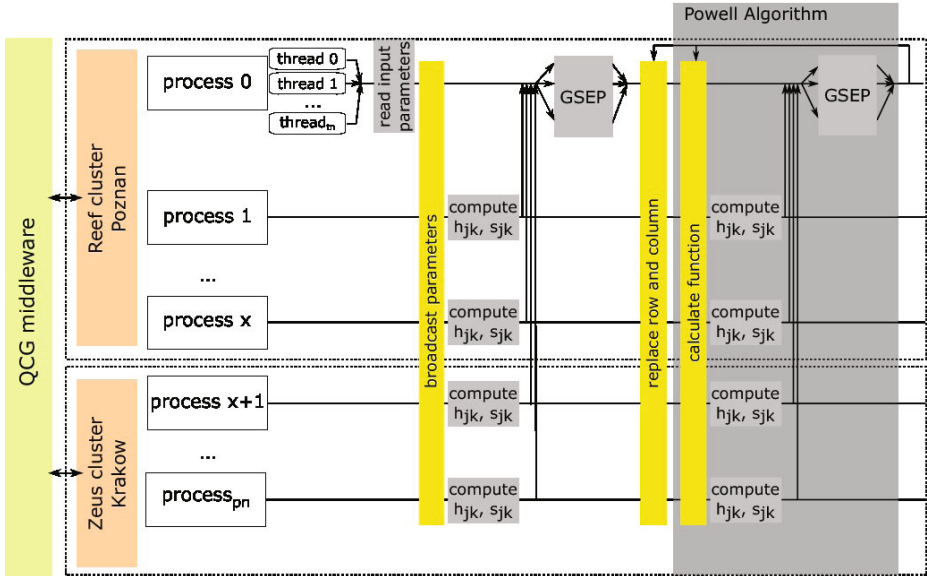 Powell Algorithm
QCG middleware
Reef cluster
Poznan
process 0
thread 0
thread 1
...
thread_tn
read input
parameters
GSEP
GSEP
process 1
compute
h_jk, s_jk
compute
h_jk, s_jk
...
process x
compute
h_jk, s_jk
compute
h_jk, s_jk
broadcast parameters
replace row and column
calculate function
Zeus cluster
Krakow
process x+1
compute
h_jk, s_jk
compute
h_jk, s_jk
...
process_pn
compute
h_jk, s_jk
compute
h_jk, s_jk